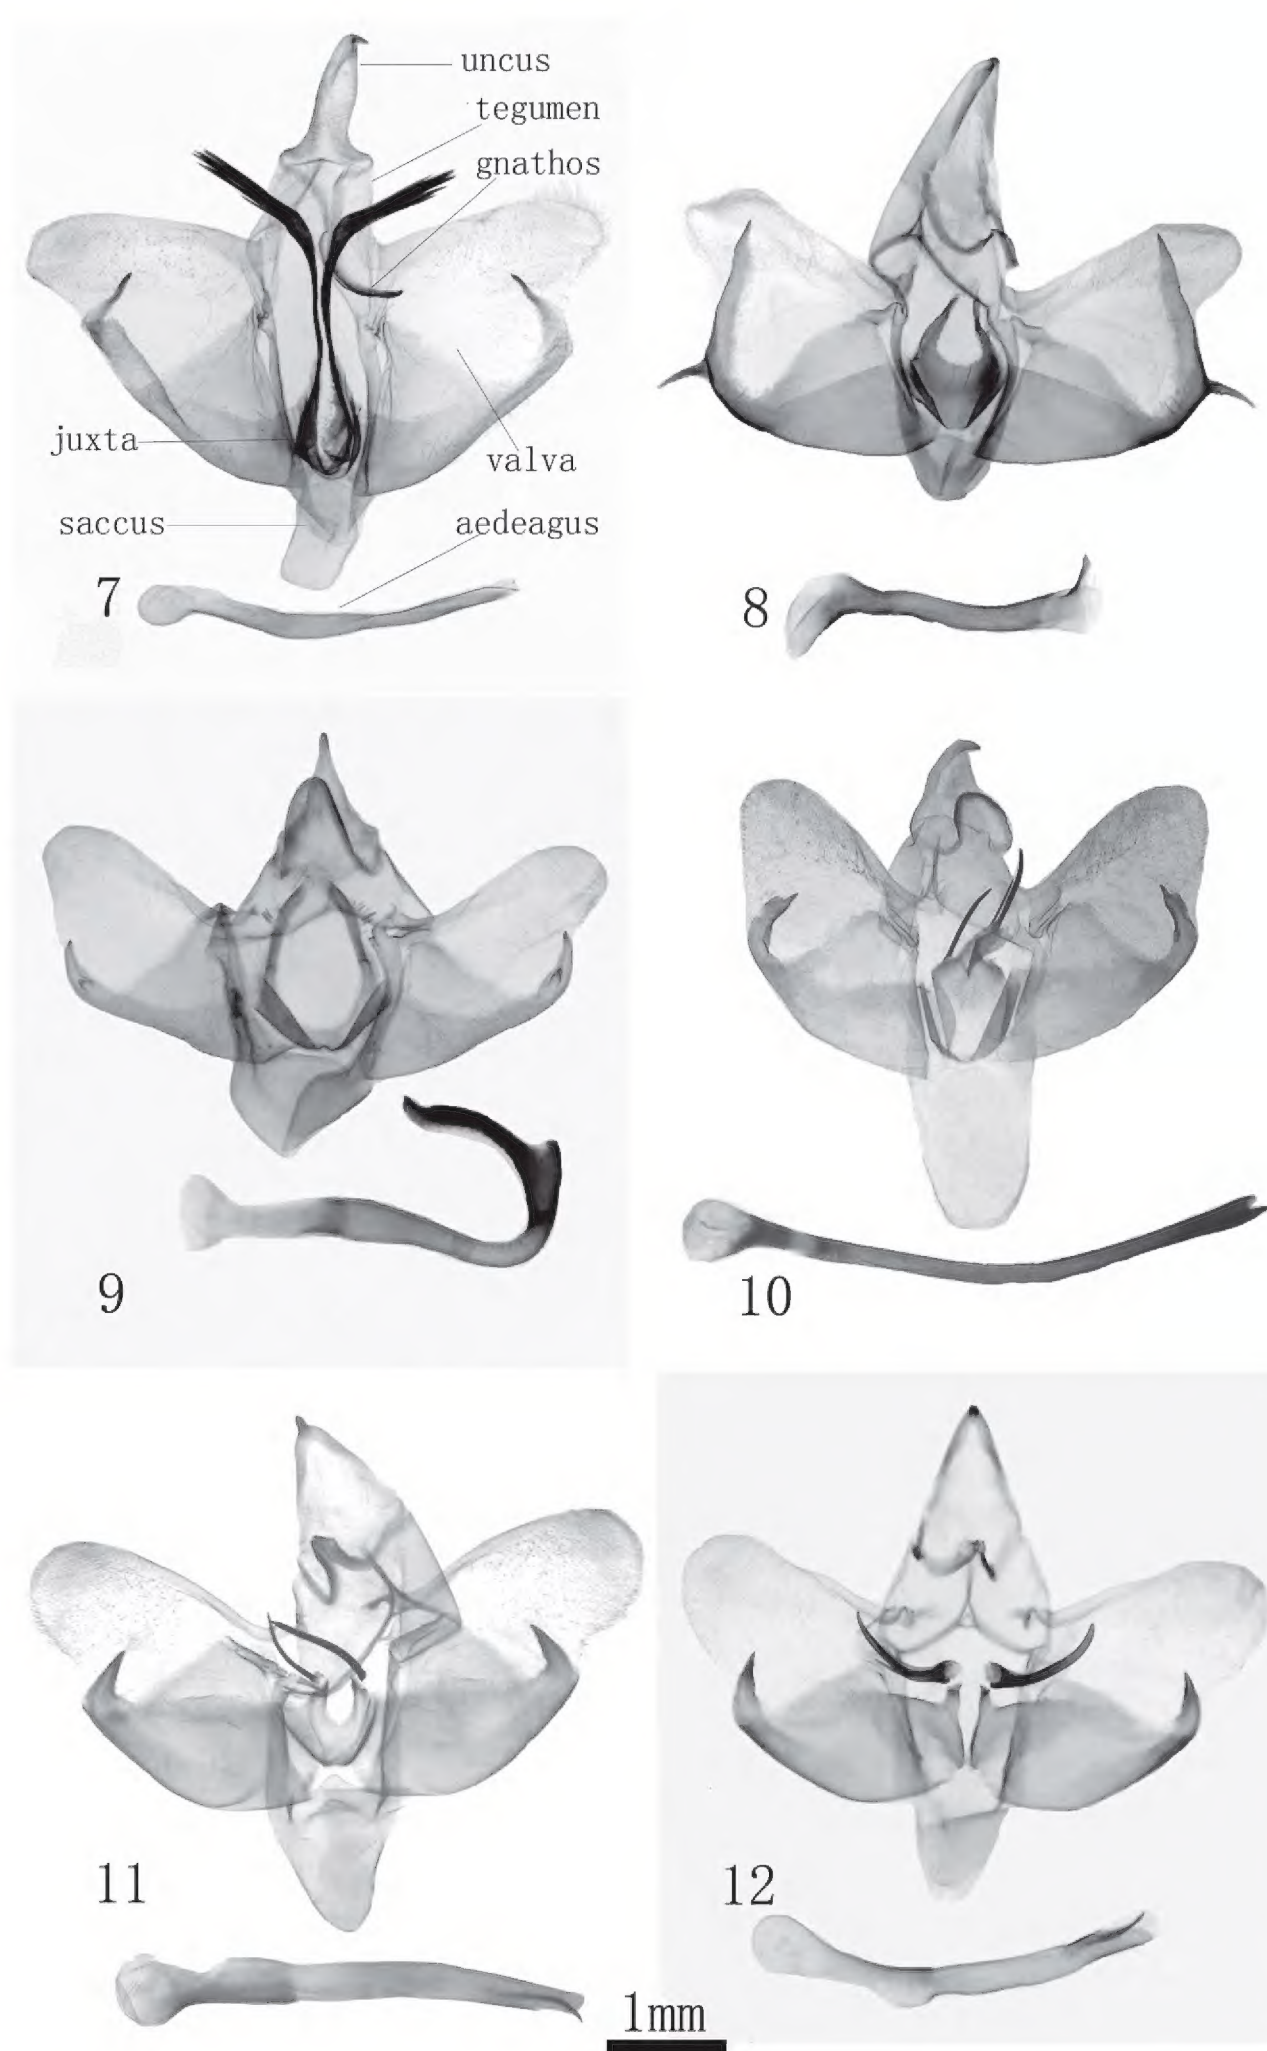 uncus
tegumen
gnathos
juxta
valva
saccus
aedeagus
7
8
9
10
11
12
1mm